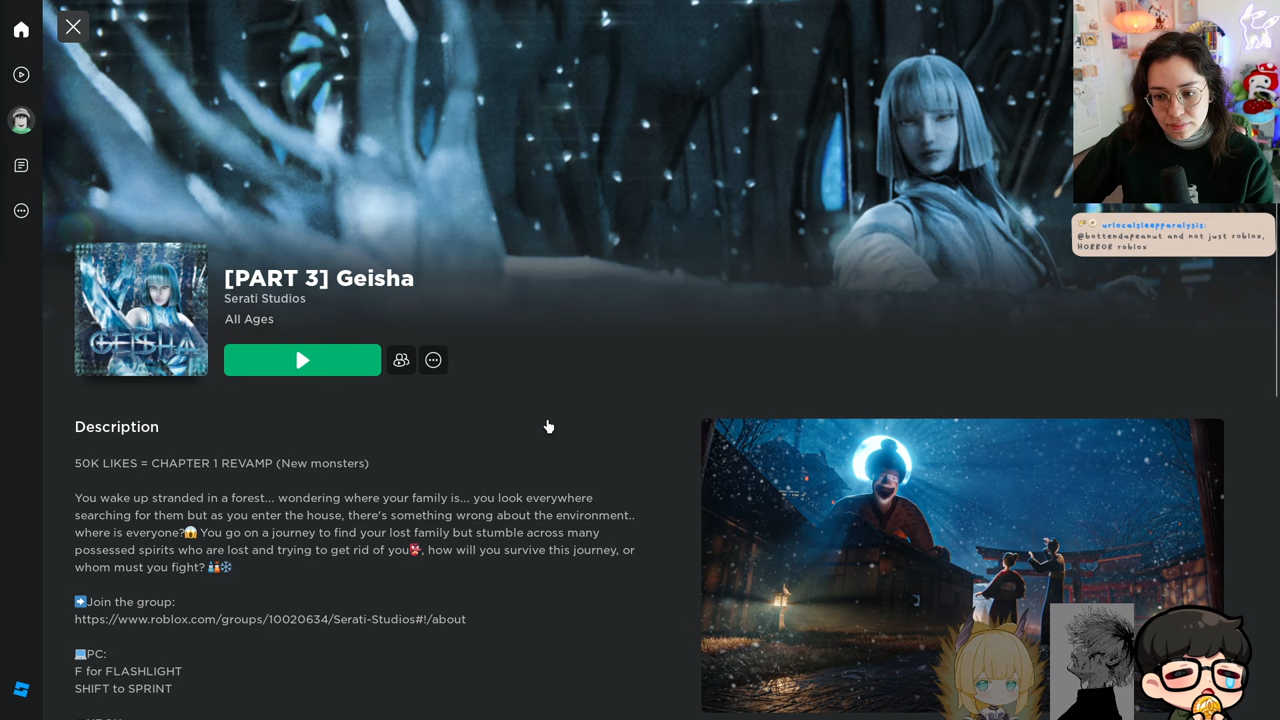 urlocalsleepparalysis:
@bottendapeanut and not just roblox,
HORROR roblox
GEISHA
[PART 3] Geisha
Serati Studios
All Ages
Description
50K LIKES = CHAPTER 1 REVAMP (New monsters)
You wake up stranded in a forest... wondering where your family is... you look everywhere
searching for them but as you enter the house, there's something wrong about the environment..
where is everyone?😱 You go on a journey to find your lost family but stumble across many
possessed spirits who are lost and trying to get rid of you👺, how will you survive this journey, or
whom must you fight? 🎎❄️
➡️Join the group:
https://www.roblox.com/groups/10020634/Serati-Studios#!/about
💻PC:
F for FLASHLIGHT
SHIFT to SPRINT